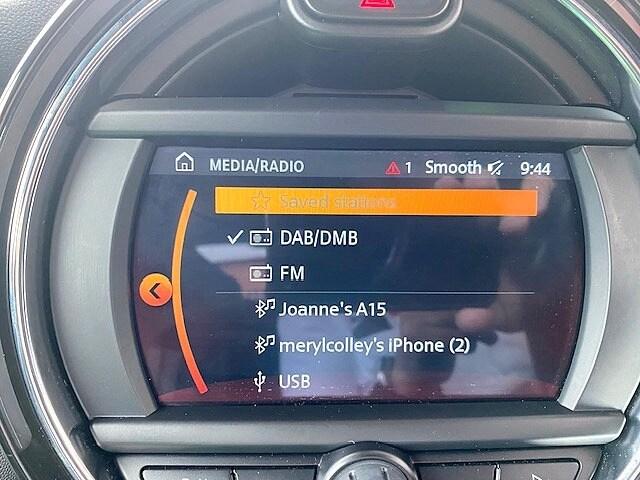 MEDIA/RADIO 1 Smooth 9:44
Saved stations
DAB/DMB
FM
Joanne's A15
merylcolley's iPhone (2)
USB